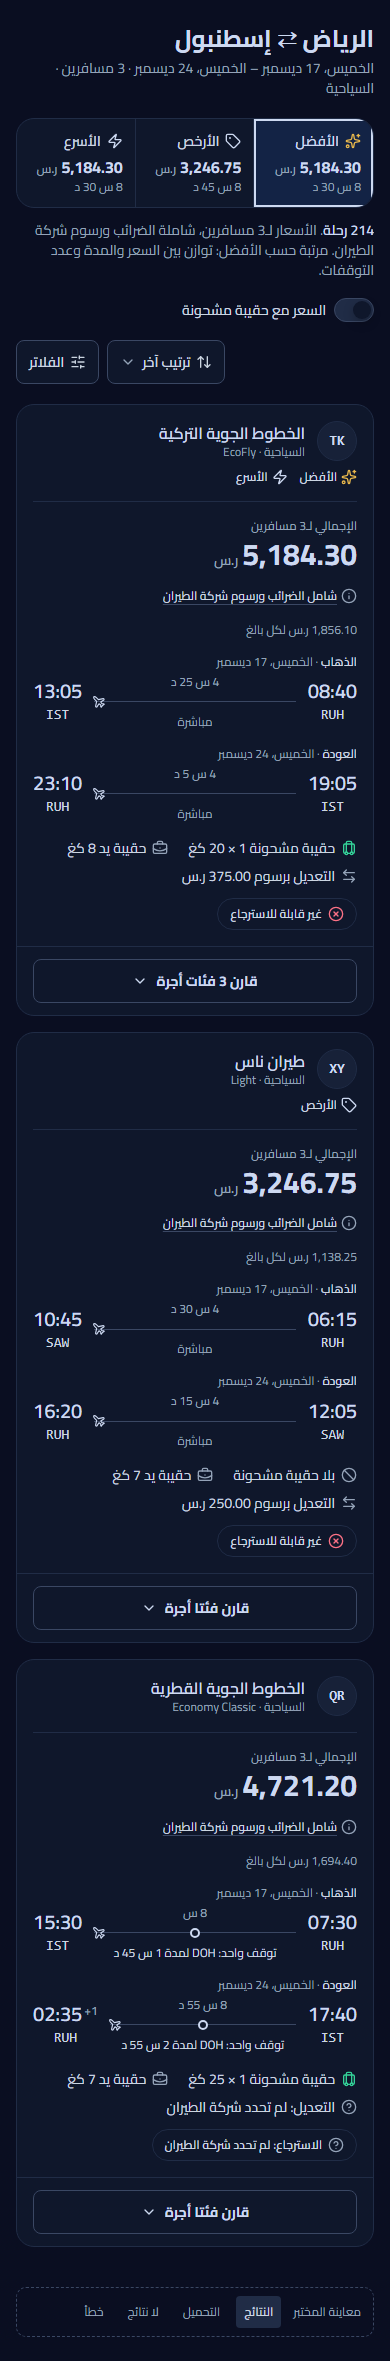 الرياض ⇄ إسطنبول
الخميس، 17 ديسمبر – الخميس، 24 ديسمبر · 3 مسافرين ·
السياحية
الأفضل
5,184.30 ر.س
8 س 30 د
الأرخص
3,246.75 ر.س
8 س 45 د
الأسرع
5,184.30 ر.س
8 س 30 د
214 رحلة. الأسعار لـ3 مسافرين، شاملة الضرائب ورسوم شركة
الطيران. مرتبة حسب الأفضل: توازن بين السعر والمدة وعدد
التوقفات.
السعر مع حقيبة مشحونة
ترتيب آخر
الفلاتر
TK
الخطوط الجوية التركية
السياحية · EcoFly
الأفضل
الأسرع
الإجمالي لـ3 مسافرين
5,184.30 ر.س
شامل الضرائب ورسوم شركة الطيران
1,856.10 ر.س لكل بالغ
الذهاب · الخميس، 17 ديسمبر
08:40 4 س 25 د 13:05
RUH مباشرة IST
العودة · الخميس، 24 ديسمبر
19:05 4 س 5 د 23:10
IST مباشرة RUH
حقيبة مشحونة 1 × 20 كغ
حقيبة يد 8 كغ
التعديل برسوم 375.00 ر.س
غير قابلة للاسترجاع
قارن 3 فئات أجرة
XY
طيران ناس
السياحية · Light
الأرخص
الإجمالي لـ3 مسافرين
3,246.75 ر.س
شامل الضرائب ورسوم شركة الطيران
1,138.25 ر.س لكل بالغ
الذهاب · الخميس، 17 ديسمبر
06:15 4 س 30 د 10:45
RUH مباشرة SAW
العودة · الخميس، 24 ديسمبر
12:05 4 س 15 د 16:20
SAW مباشرة RUH
بلا حقيبة مشحونة
حقيبة يد 7 كغ
التعديل برسوم 250.00 ر.س
غير قابلة للاسترجاع
قارن فئتا أجرة
QR
الخطوط الجوية القطرية
السياحية · Economy Classic
الإجمالي لـ3 مسافرين
4,721.20 ر.س
شامل الضرائب ورسوم شركة الطيران
1,694.40 ر.س لكل بالغ
الذهاب · الخميس، 17 ديسمبر
07:30 8 س 15:30
RUH توقف واحد: DOH لمدة 1 س 45 د IST
العودة · الخميس، 24 ديسمبر
17:40 8 س 55 د 02:35 +1
IST توقف واحد: DOH لمدة 2 س 55 د RUH
حقيبة مشحونة 1 × 25 كغ
حقيبة يد 7 كغ
التعديل: لم تحدد شركة الطيران
الاسترجاع: لم تحدد شركة الطيران
قارن فئتا أجرة
معاينة المختبر
النتائج
التحميل
لا نتائج
خطأ